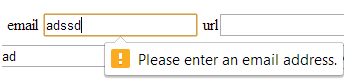 email adssd url
! Please enter an email address.
ad